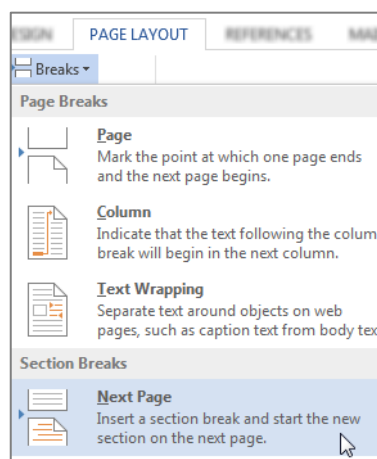 PAGE LAYOUT REFERENCES
Breaks
Page Breaks
Page
Mark the point at which one page ends
and the next page begins.
Column
Indicate that the text following the colum
break will begin in the next column.
Text Wrapping
Separate text around objects on web
pages, such as caption text from body tex
Section Breaks
Next Page
Insert a section break and start the new
section on the next page.